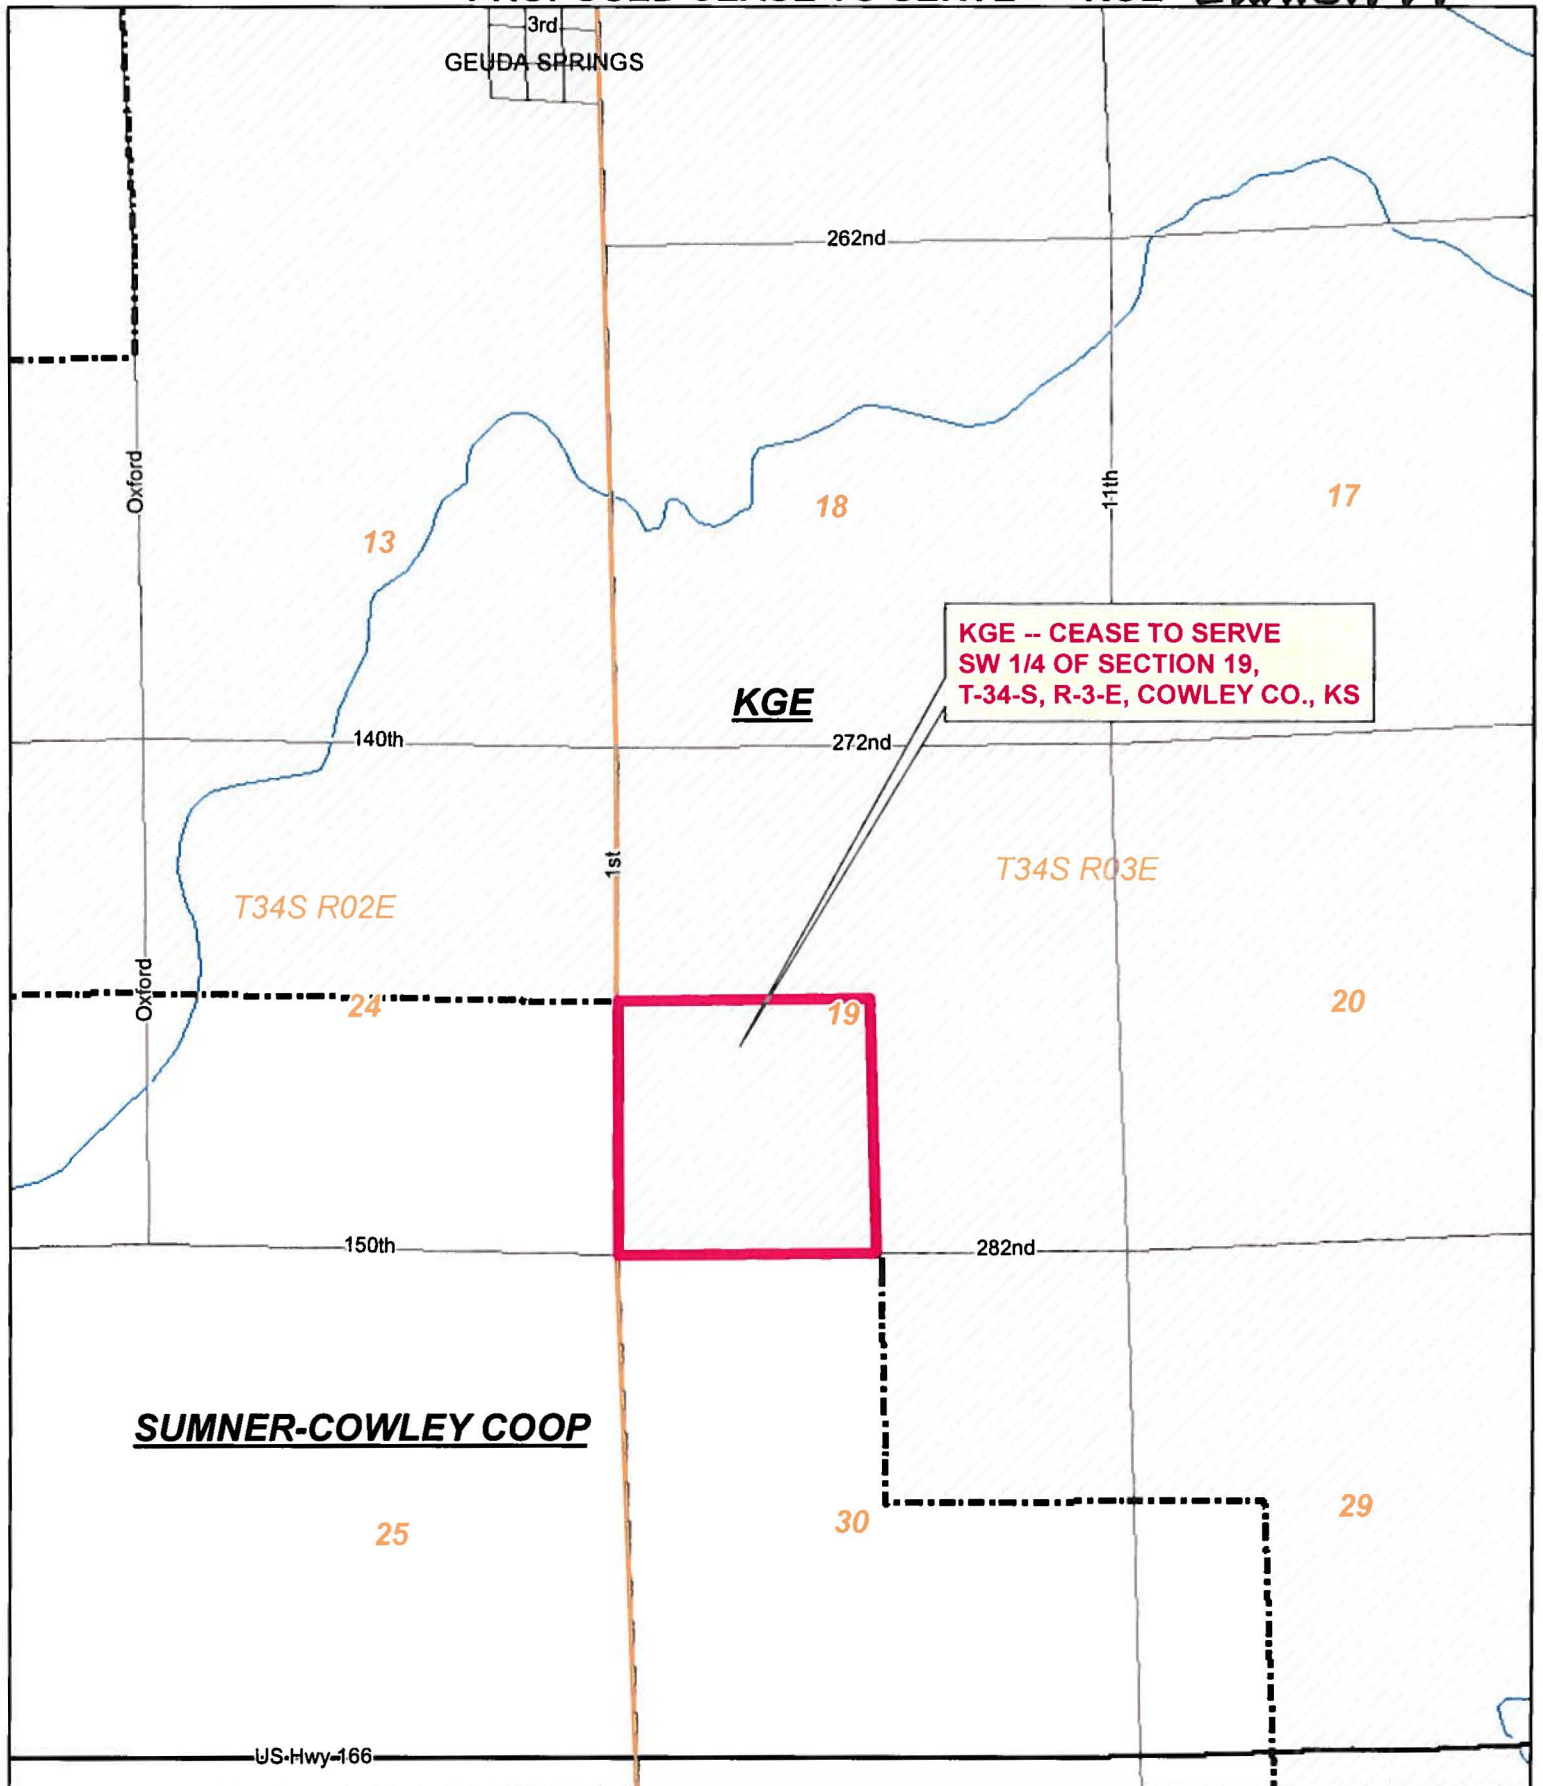 3rd
GEUDA SPRINGS
262nd
Oxford
11th
13
18
17
KGE -- CEASE TO SERVE
SW 1/4 OF SECTION 19,
T-34-S, R-3-E, COWLEY CO., KS
KGE
140th
272nd
1st
T34S R02E
T34S R03E
Oxford
24
19
20
150th
282nd
SUMNER-COWLEY COOP
25
30
29
US Hwy 166